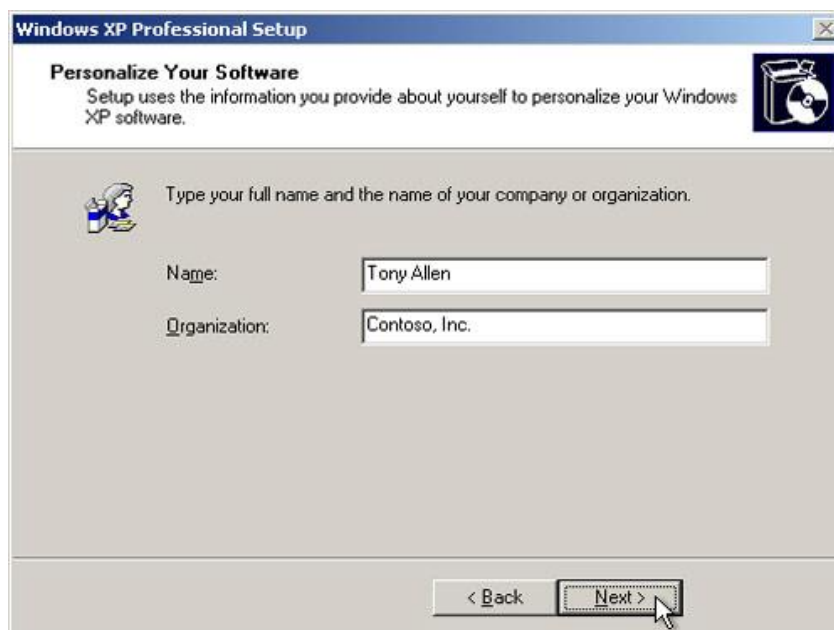 Windows XP Professional Setup
Personalize Your Software
Setup uses the information you provide about yourself to personalize your Windows
XP software.
Type your full name and the name of your company or organization.
Name: Tony Allen
Organization: Contoso, Inc.
< Back Next >